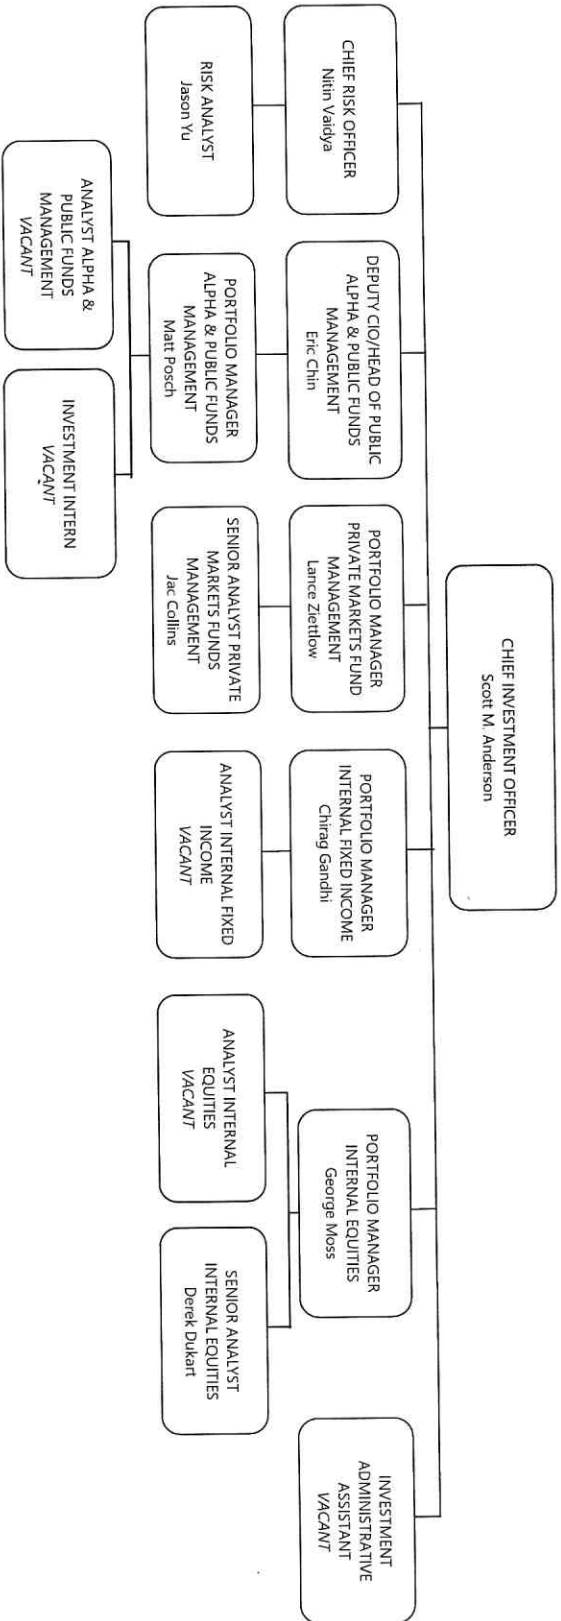 CHIEF INVESTMENT OFFICER
Scott M. Anderson
CHIEF RISK OFFICER
Nitin Vaidya
DEPUTY CIO/HEAD OF PUBLIC
ALPHA & PUBLIC FUNDS
MANAGEMENT
Eric Chin
PORTFOLIO MANAGER
PRIVATE MARKETS FUND
MANAGEMENT
Lance Ziettlow
PORTFOLIO MANAGER
INTERNAL FIXED INCOME
Chirag Gandhi
PORTFOLIO MANAGER
INTERNAL EQUITIES
George Moss
INVESTMENT
ADMINISTRATIVE
ASSISTANT
VACANT
RISK ANALYST
Jason Yu
PORTFOLIO MANAGER
ALPHA & PUBLIC FUNDS
MANAGEMENT
Matt Posch
SENIOR ANALYST PRIVATE
MARKETS FUNDS
MANAGEMENT
Jac Collins
ANALYST INTERNAL FIXED
INCOME
VACANT
ANALYST INTERNAL
EQUITIES
VACANT
SENIOR ANALYST
INTERNAL EQUITIES
Derek Dukart
ANALYST ALPHA &
PUBLIC FUNDS
MANAGEMENT
VACANT
INVESTMENT INTERN
VACANT